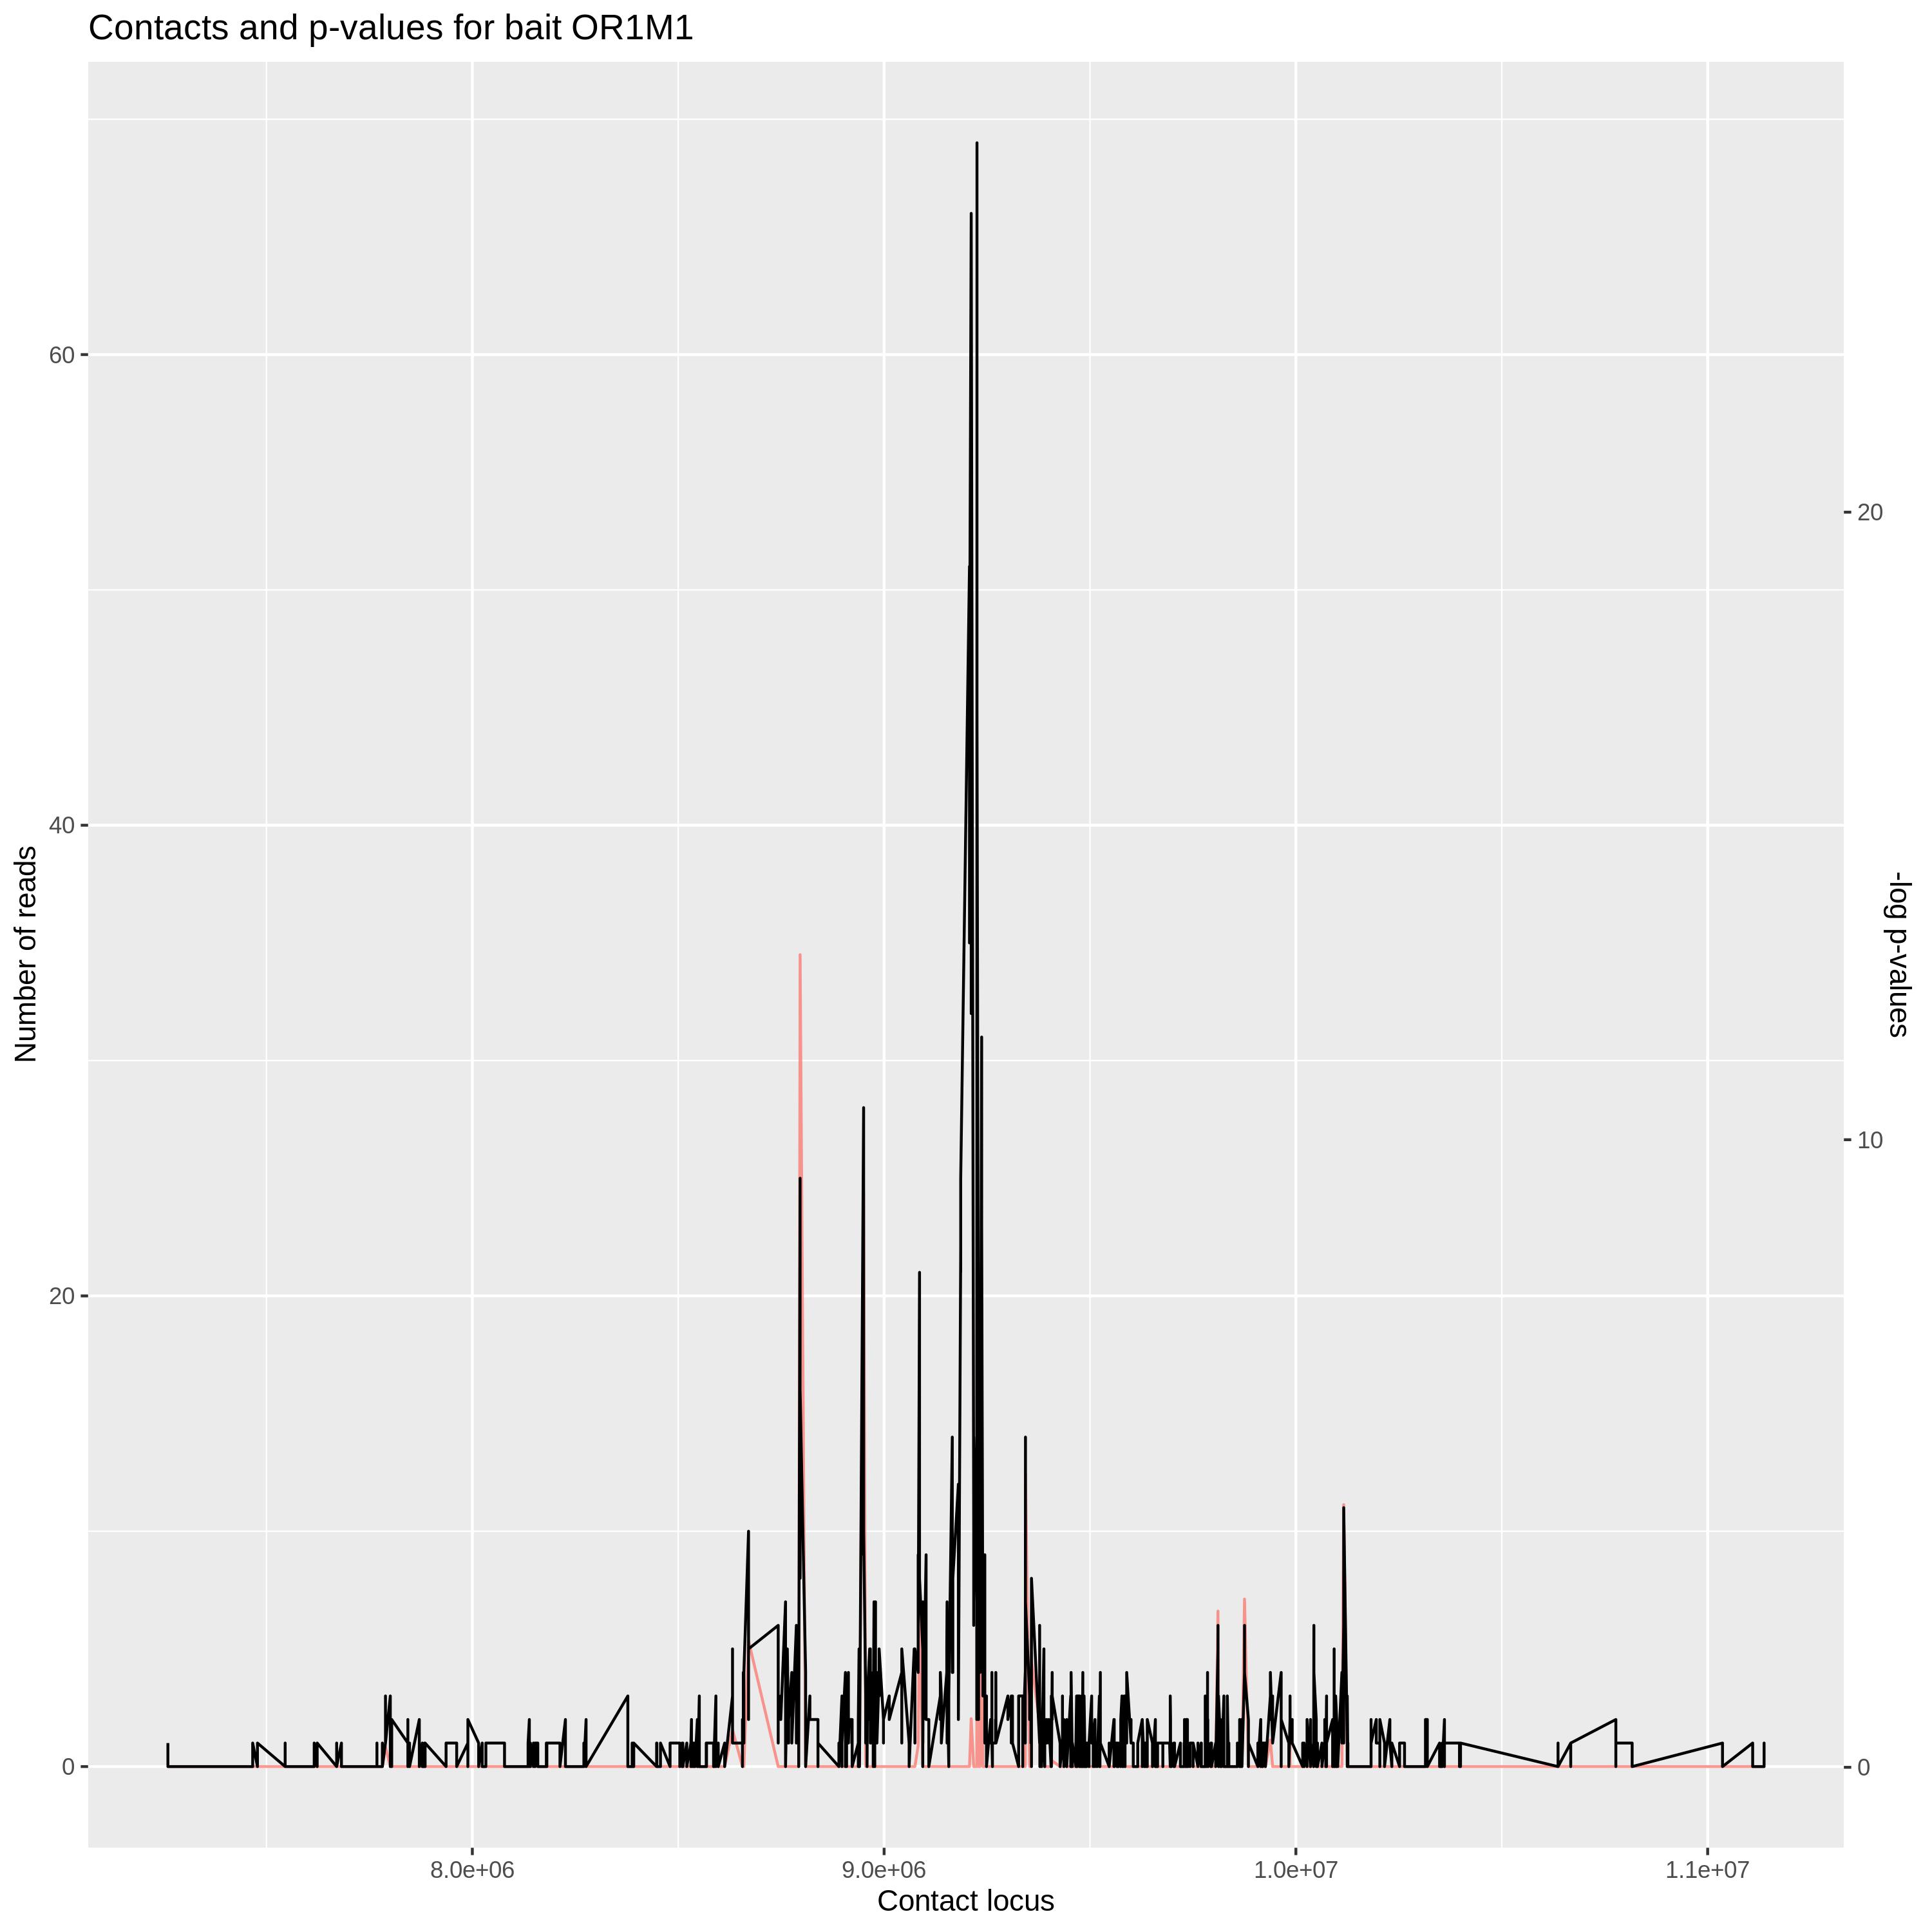 Contacts and p-values for bait OR1M1
60
40
20
0
Number of reads
20
10
0
-log p-values
8.0e+06
9.0e+06
1.0e+07
1.1e+07
Contact locus